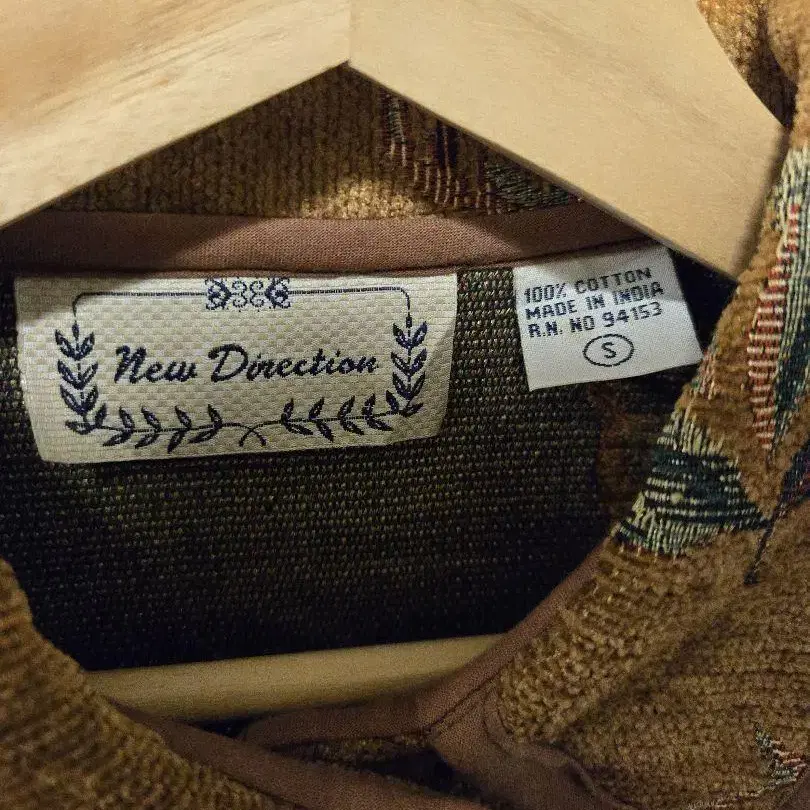 New Direction
100% COTTON
MADE IN INDIA
R.N. NO 94153
S